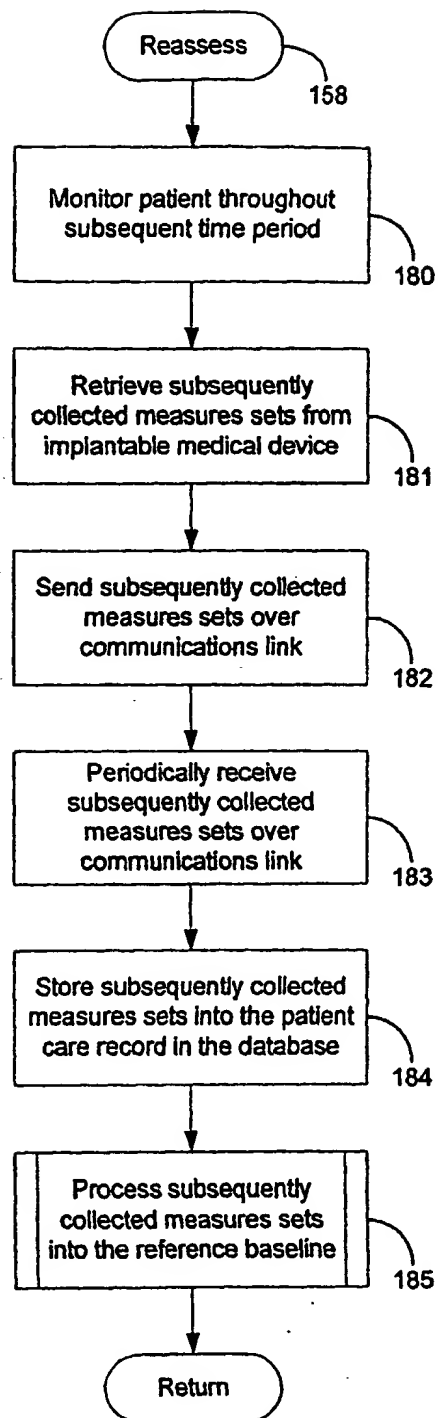 Reassess
158
Monitor patient throughout
subsequent time period
180
Retrieve subsequently
collected measures sets from
implantable medical device
181
Send subsequently collected
measures sets over
communications link
182
Periodically receive
subsequently collected
measures sets over
communications link
183
Store subsequently collected
measures sets into the patient
care record in the database
184
Process subsequently
collected measures sets
into the reference baseline
185
Return